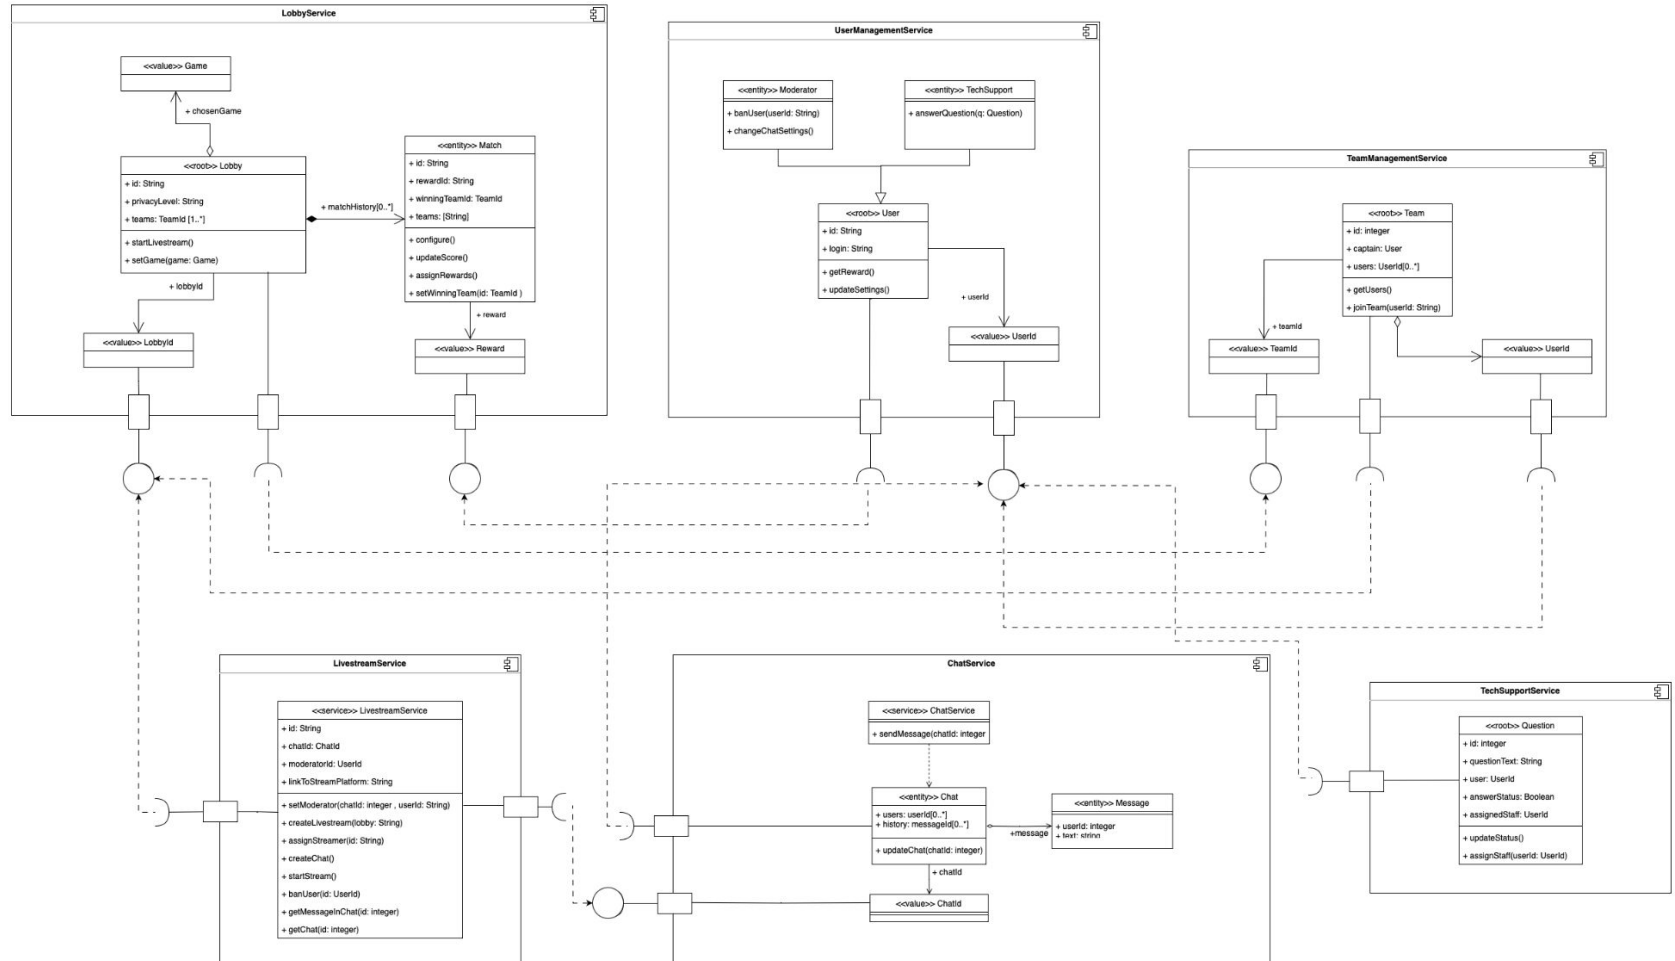 LobbyService
<<value>> Game
+ chosenGame
<<root>> Lobby
+ id: String
+ privacyLevel: String
+ teams: TeamId [1..*]
+ startLivestream()
+ setGame(game: Game)
+ matchHistory[0..*]
<<entity>> Match
+ id: String
+ rewardId: String
+ winningTeamId: TeamId
+ teams: [String]
+ configure()
+ updateScore()
+ assignRewards()
+ setWinningTeam(id: TeamId )
+ lobbyId
+ reward
<<value>> LobbyId
<<value>> Reward
UserManagementService
<<entity>> Moderator
+ banUser(userId: String)
+ changeChatSettings()
<<entity>> TechSupport
+ answerQuestion(q: Question)
<<root>> User
+ id: String
+ login: String
+ getReward()
+ updateSettings()
+ userId
<<value>> UserId
TeamManagementService
<<root>> Team
+ id: integer
+ captain: User
+ users: UserId[0..*]
+ getUsers()
+ joinTeam(userId: String)
+ teamId
<<value>> TeamId
<<value>> UserId
LivestreamService
<<service>> LivestreamService
+ id: String
+ chatId: ChatId
+ moderatorId: UserId
+ linkToStreamPlatform: String
+ setModerator(chatId: integer , userId: String)
+ createLivestream(lobby: String)
+ assignStreamer(id: String)
+ createChat()
+ startStream()
+ banUser(id: UserId)
+ getMessageInChat(id: integer)
+ getChat(id: integer)
ChatService
<<service>> ChatService
+ sendMessage(chatId: integer
<<entity>> Chat
+ users: userId[0..*]
+ history: messageId[0..*]
+ updateChat(chatId: integer)
+message
<<entity>> Message
+ userId: integer
+ text: string
+ chatId
<<value>> ChatId
TechSupportService
<<root>> Question
+ id: integer
+ questionText: String
+ user: UserId
+ answerStatus: Boolean
+ assignedStaff: UserId
+ updateStatus()
+ assignStaff(userId: UserId)